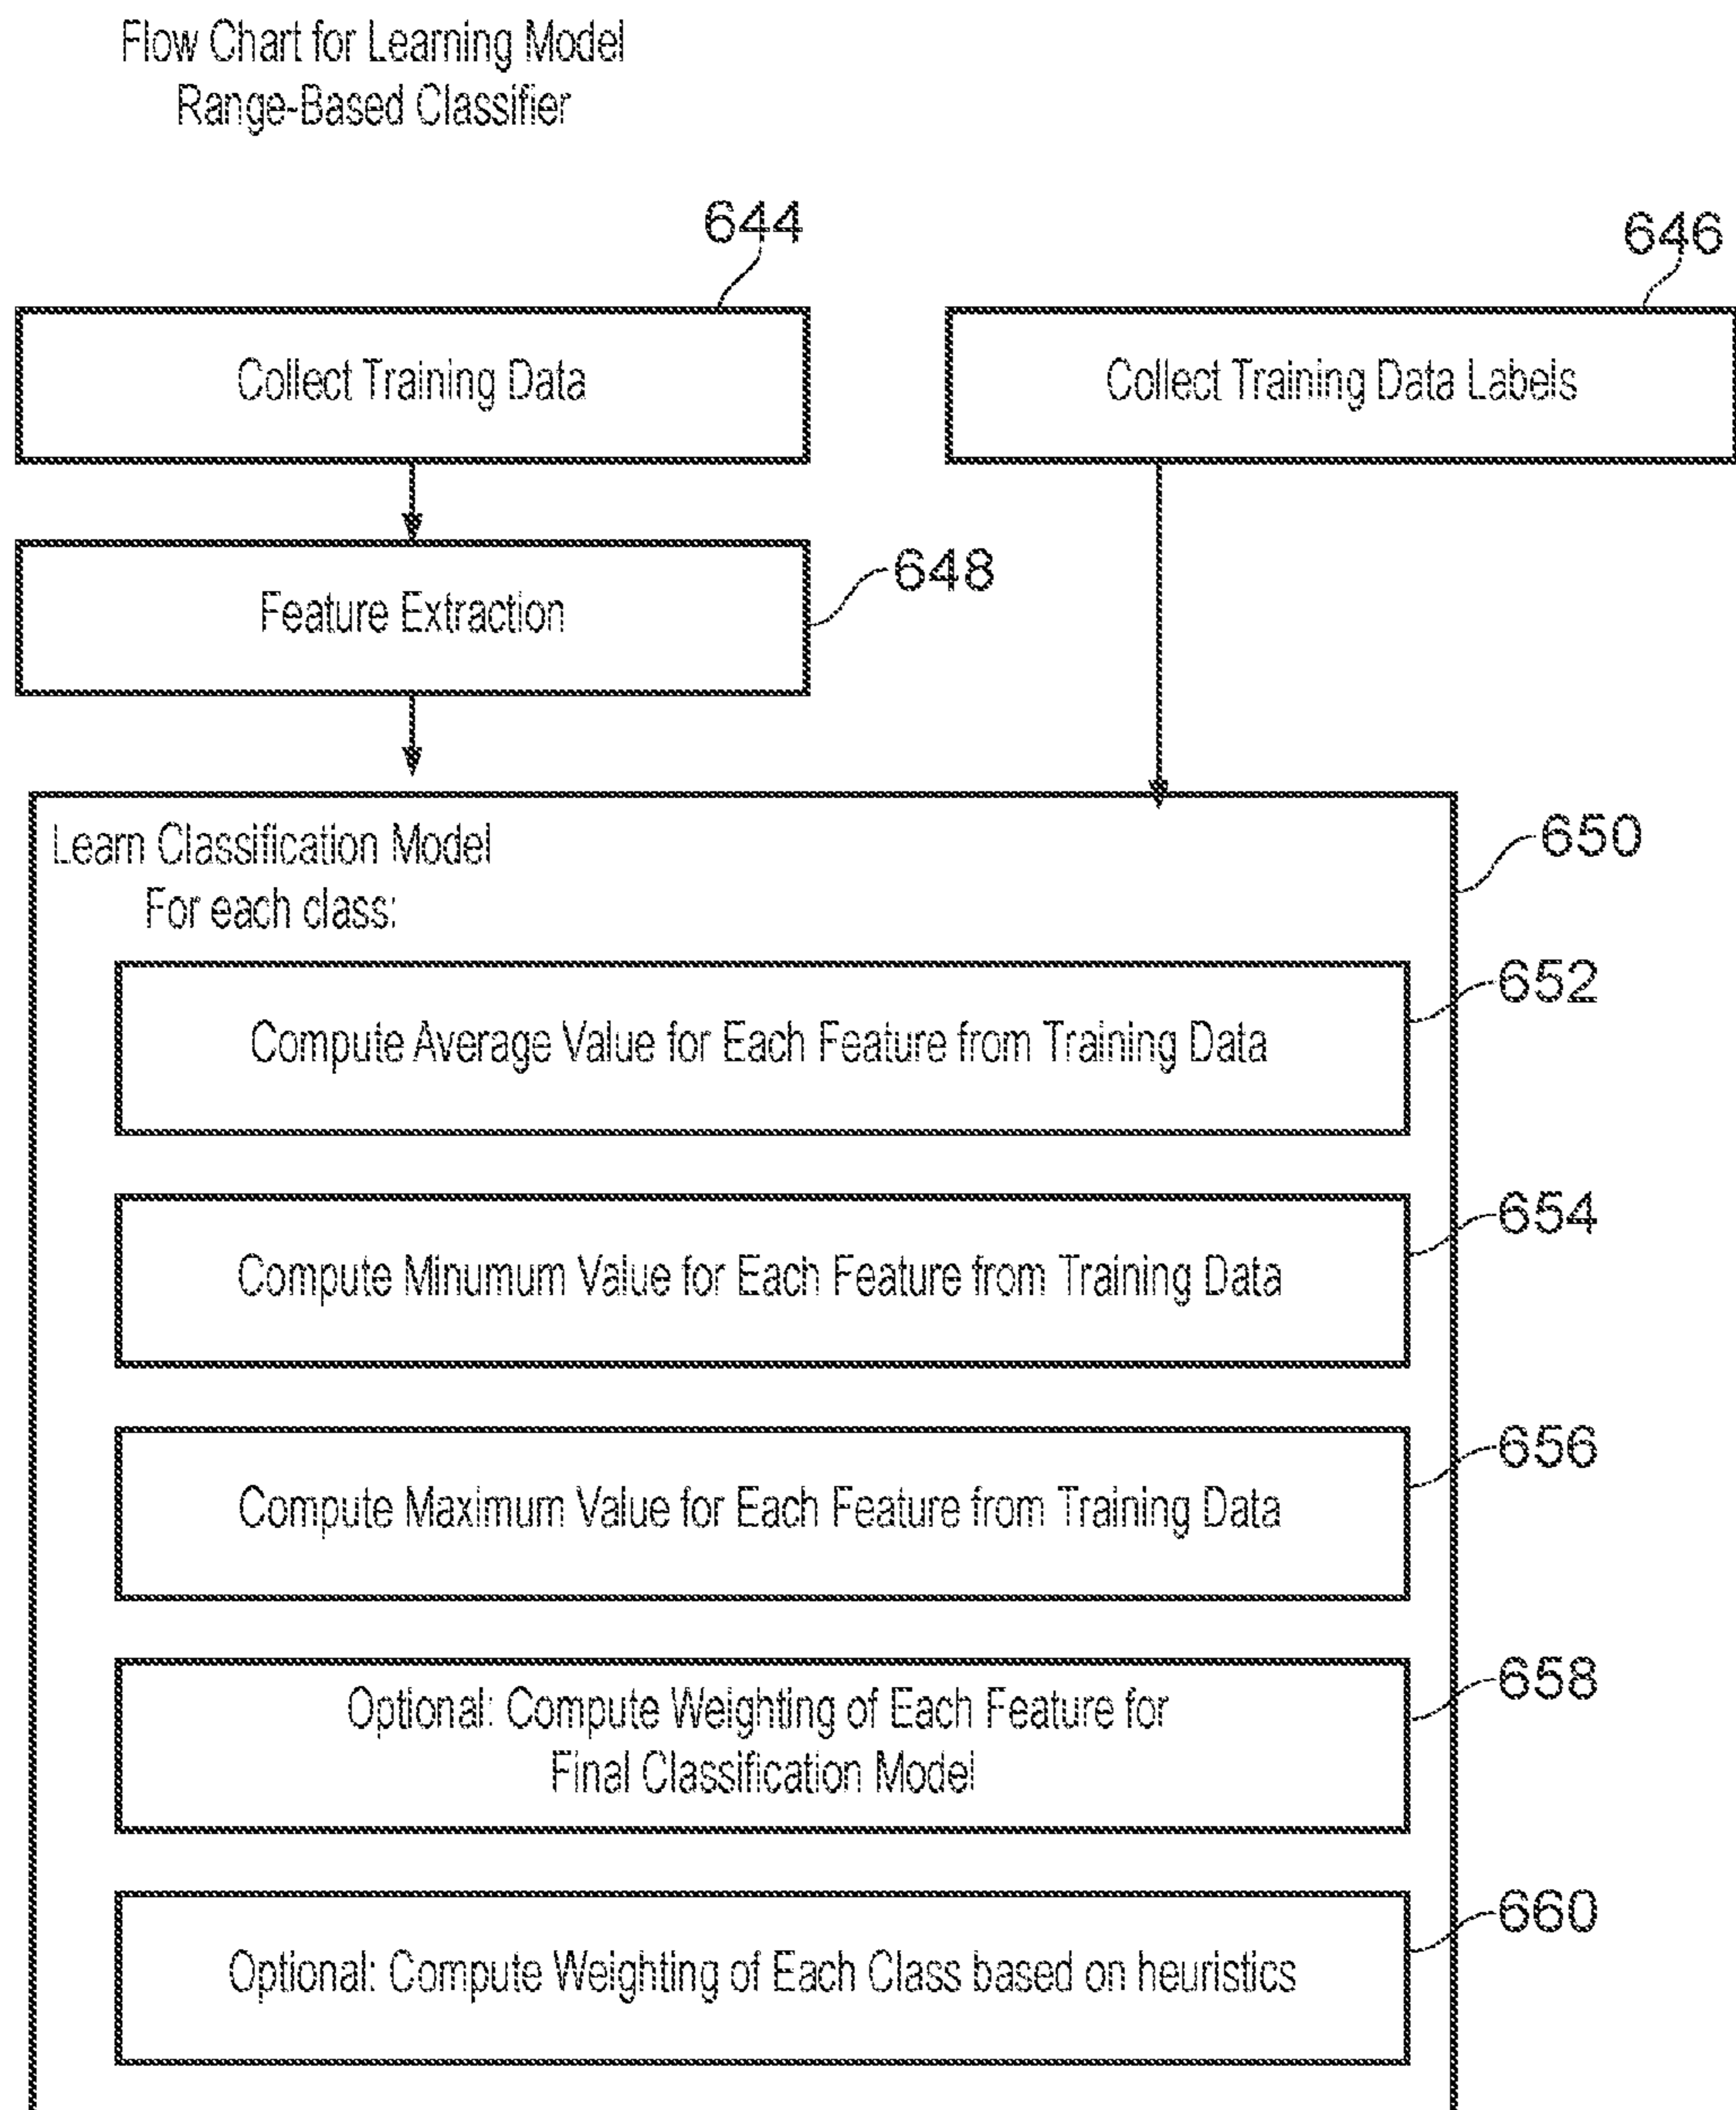 Flow Chart for Learning Model
Range-Based Classifier
644
646
Collect Training Data
Collect Training Data Labels
648
Feature Extraction
650
Learn Classification Model
For each class:
652
Compute Average Value for Each Feature from Training Data
654
Compute Minumum Value for Each Feature from Training Data
656
Compute Maximum Value for Each Feature from Training Data
658
Optional: Compute Weighting of Each Feature for
Final Classification Model
660
Optional: Compute Weighting of Each Class based on heuristics